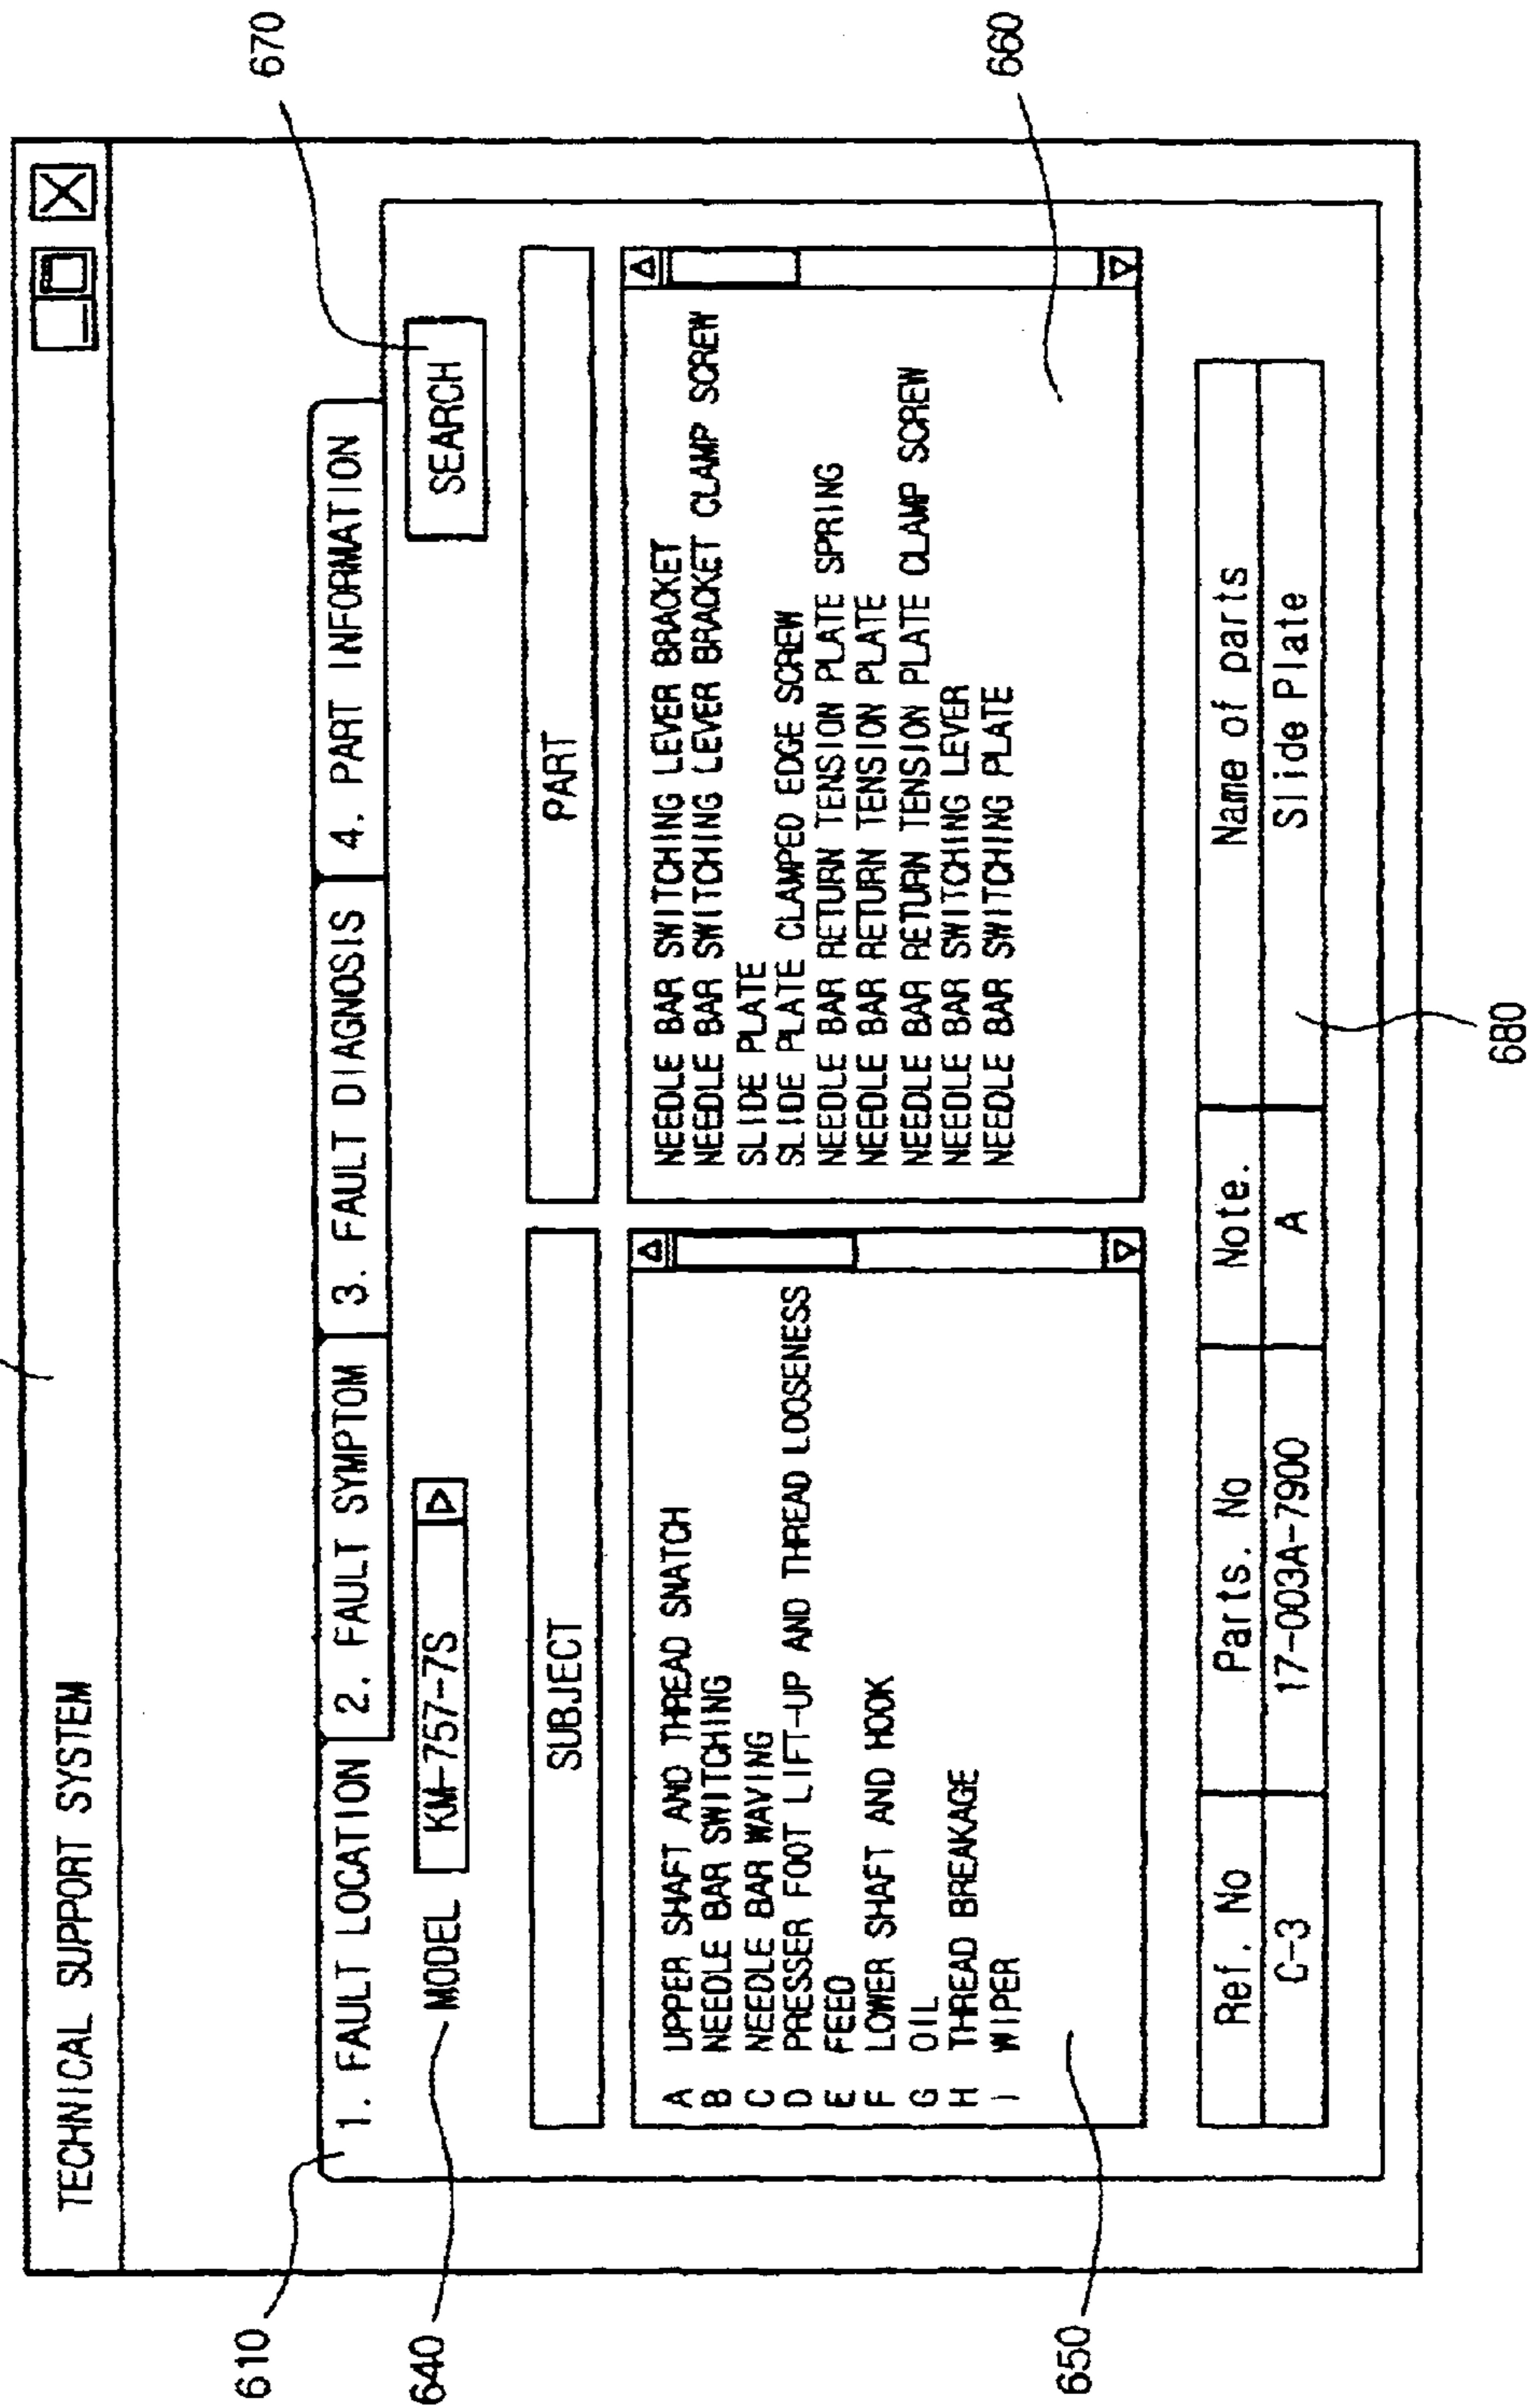 TECHNICAL SUPPORT SYSTEM
610
1. FAULT LOCATION 2. FAULT SYMPTOM 3. FAULT DIAGNOSIS 4. PART INFORMATION
670
640
MODEL KM-757-7S SEARCH
SUBJECT PART
A UPPER SHAFT AND THREAD SNATCH
B NEEDLE BAR SWITCHING
C NEEDLE BAR WAVING
D PRESSER FOOT LIFT-UP AND THREAD LOOSENESS
E FEED
F LOWER SHAFT AND HOOK
G OIL
H THREAD BREAKAGE
I WIPER
650
NEEDLE BAR SWITCHING LEVER BRACKET
NEEDLE BAR SWITCHING LEVER BRACKET CLAMP SCREW
SLIDE PLATE
SLIDE PLATE CLAMPED EDGE SCREW
NEEDLE BAR RETURN TENSION PLATE SPRING
NEEDLE BAR RETURN TENSION PLATE
NEEDLE BAR RETURN TENSION PLATE CLAMP SCREW
NEEDLE BAR SWITCHING LEVER
NEEDLE BAR SWITCHING PLATE
660
Ref. No Parts. No Note. Name of parts
C-3 17-003A-7900 A Slide Plate
680